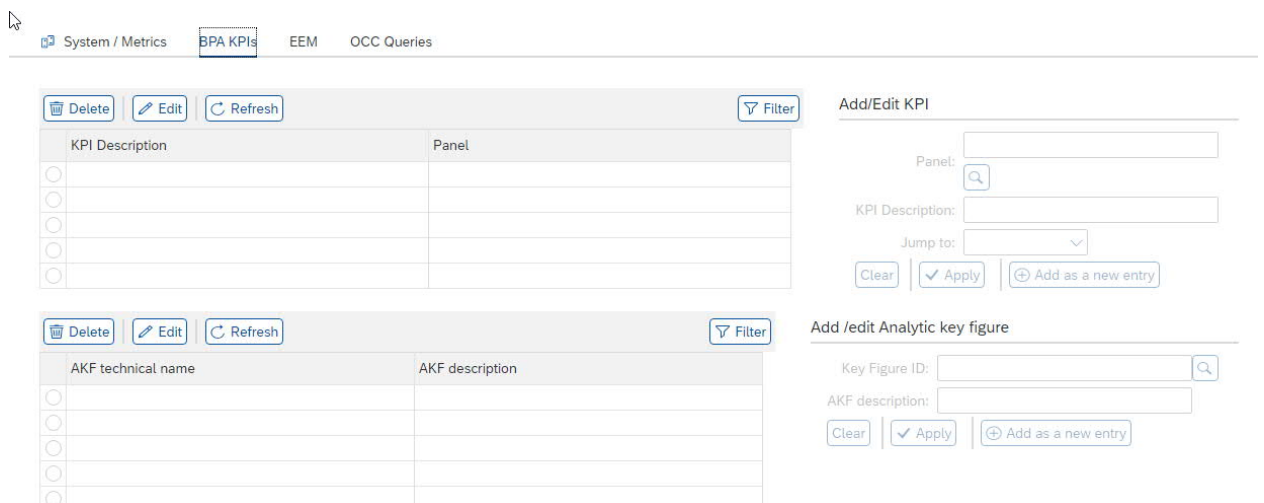 System / Metrics BPA KPIs EEM OCC Queries
Delete Edit Refresh Filter
KPI Description Panel
Add/Edit KPI
Panel:
KPI Description:
Jump to:
Clear Apply Add as a new entry
Delete Edit Refresh Filter
AKF technical name AKF description
Add /edit Analytic key figure
Key Figure ID:
AKF description:
Clear Apply Add as a new entry